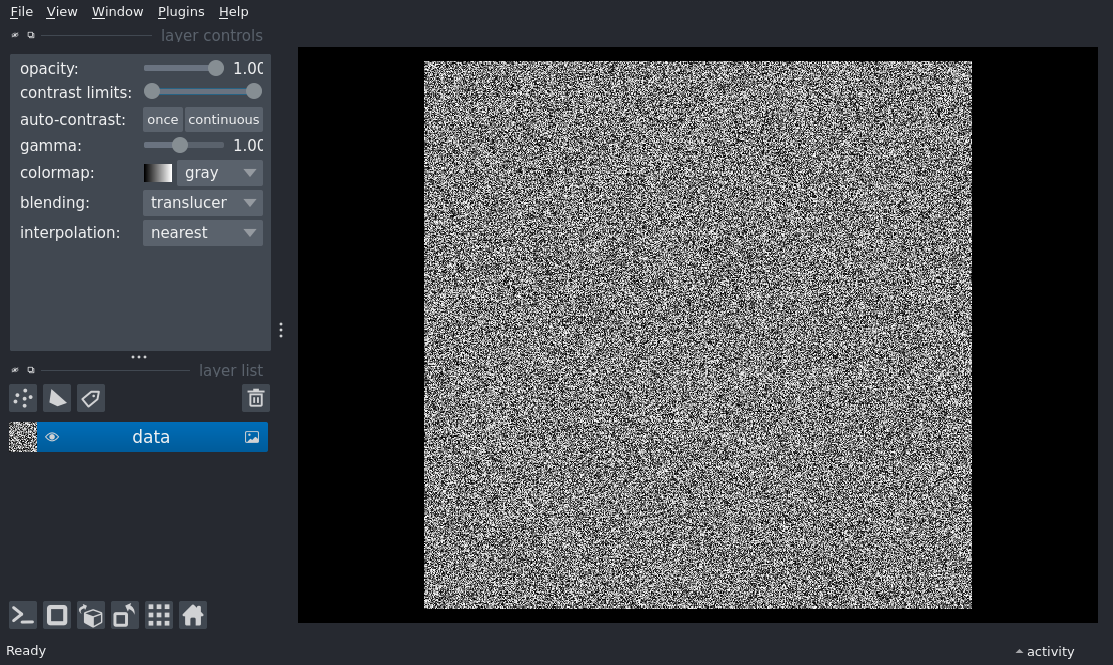 File View Window Plugins Help
layer controls
opacity: 1.00
contrast limits:
auto-contrast: once continuous
gamma: 1.00
colormap: gray
blending: translucer
interpolation: nearest
layer list
data
Ready
activity